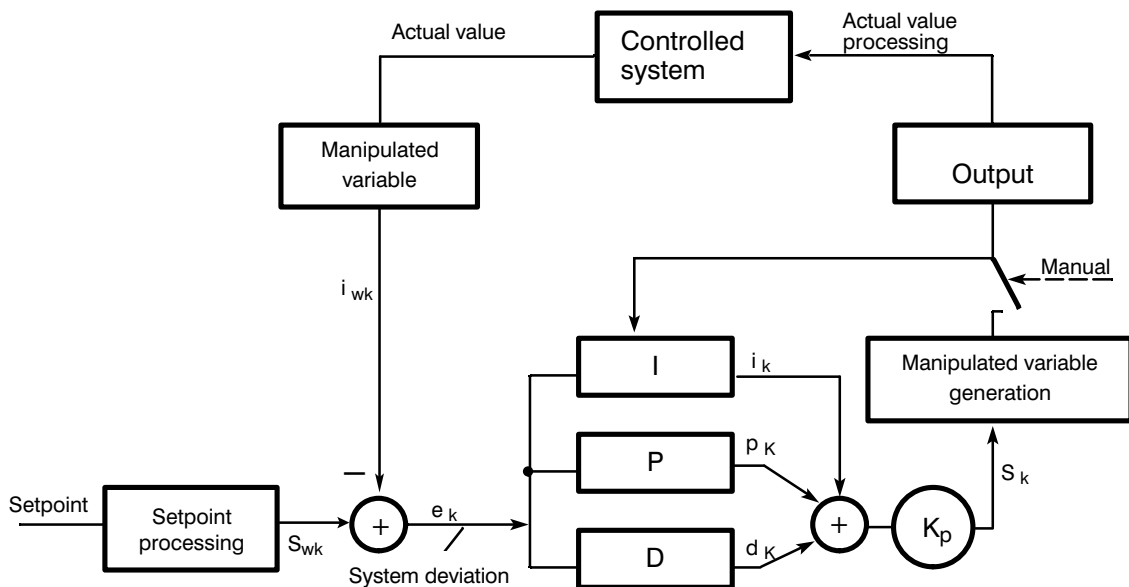 Actual value
Controlled
system
Actual value
processing
Manipulated
variable
Output
i wk
Manual
I
i k
Manipulated variable
generation
P
p K
S k
−
Setpoint
Setpoint
processing
S wk
+
e k
System deviation
D
d K
+
K p